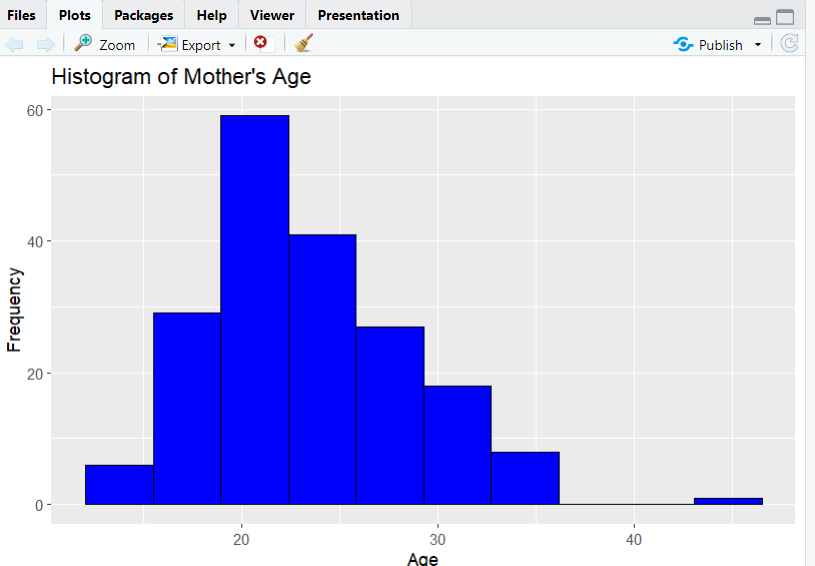 Files Plots Packages Help Viewer Presentation
Zoom Export Publish
Histogram of Mother's Age
60
40
20
0
Frequency
20 30 40
Age